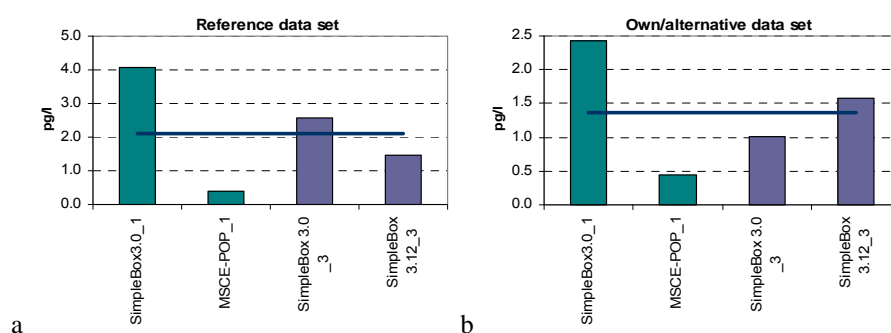 Reference data set
5.0
4.0
3.0
2.0
1.0
0.0
pg/l
SimpleBox3.0_1
MSCE-POP_1
SimpleBox 3.0
_3
SimpleBox
3.12_3
a
Own/alternative data set
2.5
2.0
1.5
1.0
0.5
0.0
pg/l
SimpleBox3.0_1
MSCE-POP_1
SimpleBox 3.0
_3
SimpleBox
3.12_3
b